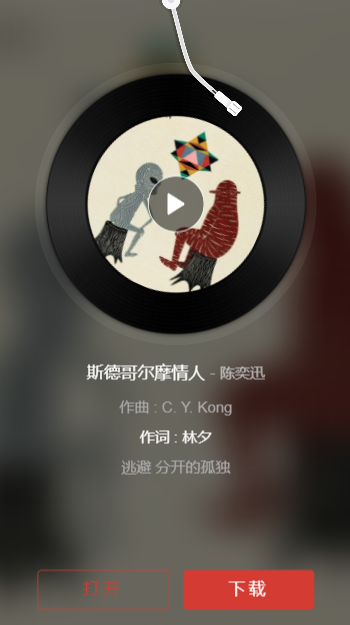 斯德哥尔摩情人 - 陈奕迅
作曲 : C. Y. Kong
作词 : 林夕
逃避 分开的孤独
打开
下载